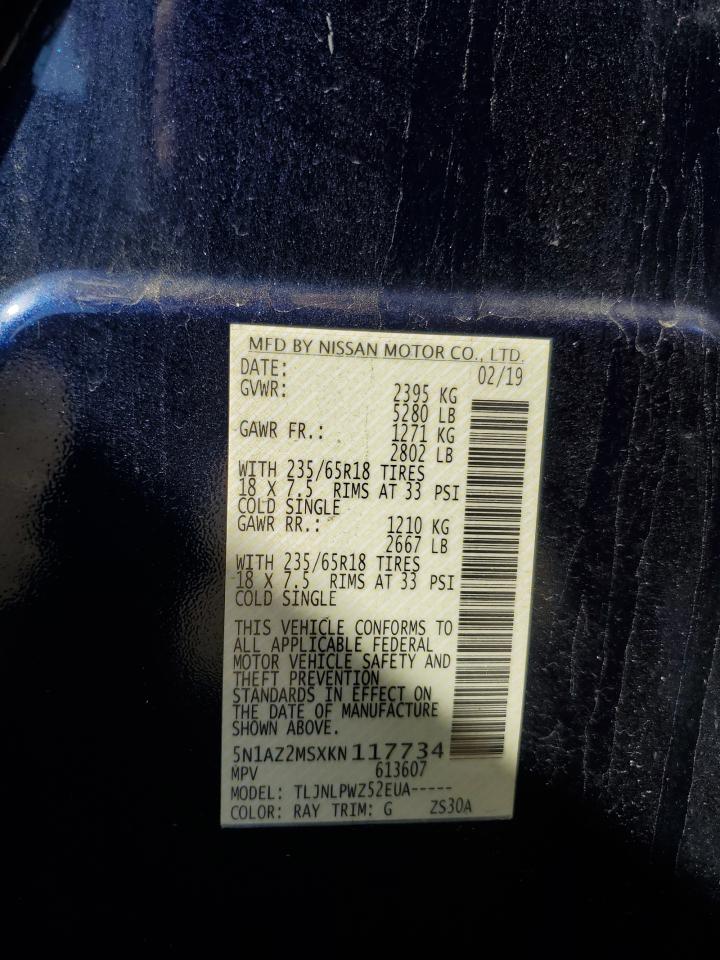 MFD BY NISSAN MOTOR CO., LTD.
DATE: 02/19
GVWR: 2395 KG
5280 LB
GAWR FR.: 1271 KG
2802 LB
WITH 235/65R18 TIRES
18 X 7.5 RIMS AT 33 PSI
COLD SINGLE
GAWR RR.: 1210 KG
2667 LB
WITH 235/65R18 TIRES
18 X 7.5 RIMS AT 33 PSI
COLD SINGLE
THIS VEHICLE CONFORMS TO
ALL APPLICABLE FEDERAL
MOTOR VEHICLE SAFETY AND
THEFT PREVENTION
STANDARDS IN EFFECT ON
THE DATE OF MANUFACTURE
SHOWN ABOVE.
5N1AZ2MSXKN 117734
MPV 613607
MODEL: TLJNLPWZ52EUA-----
COLOR: RAY TRIM: G ZS30A